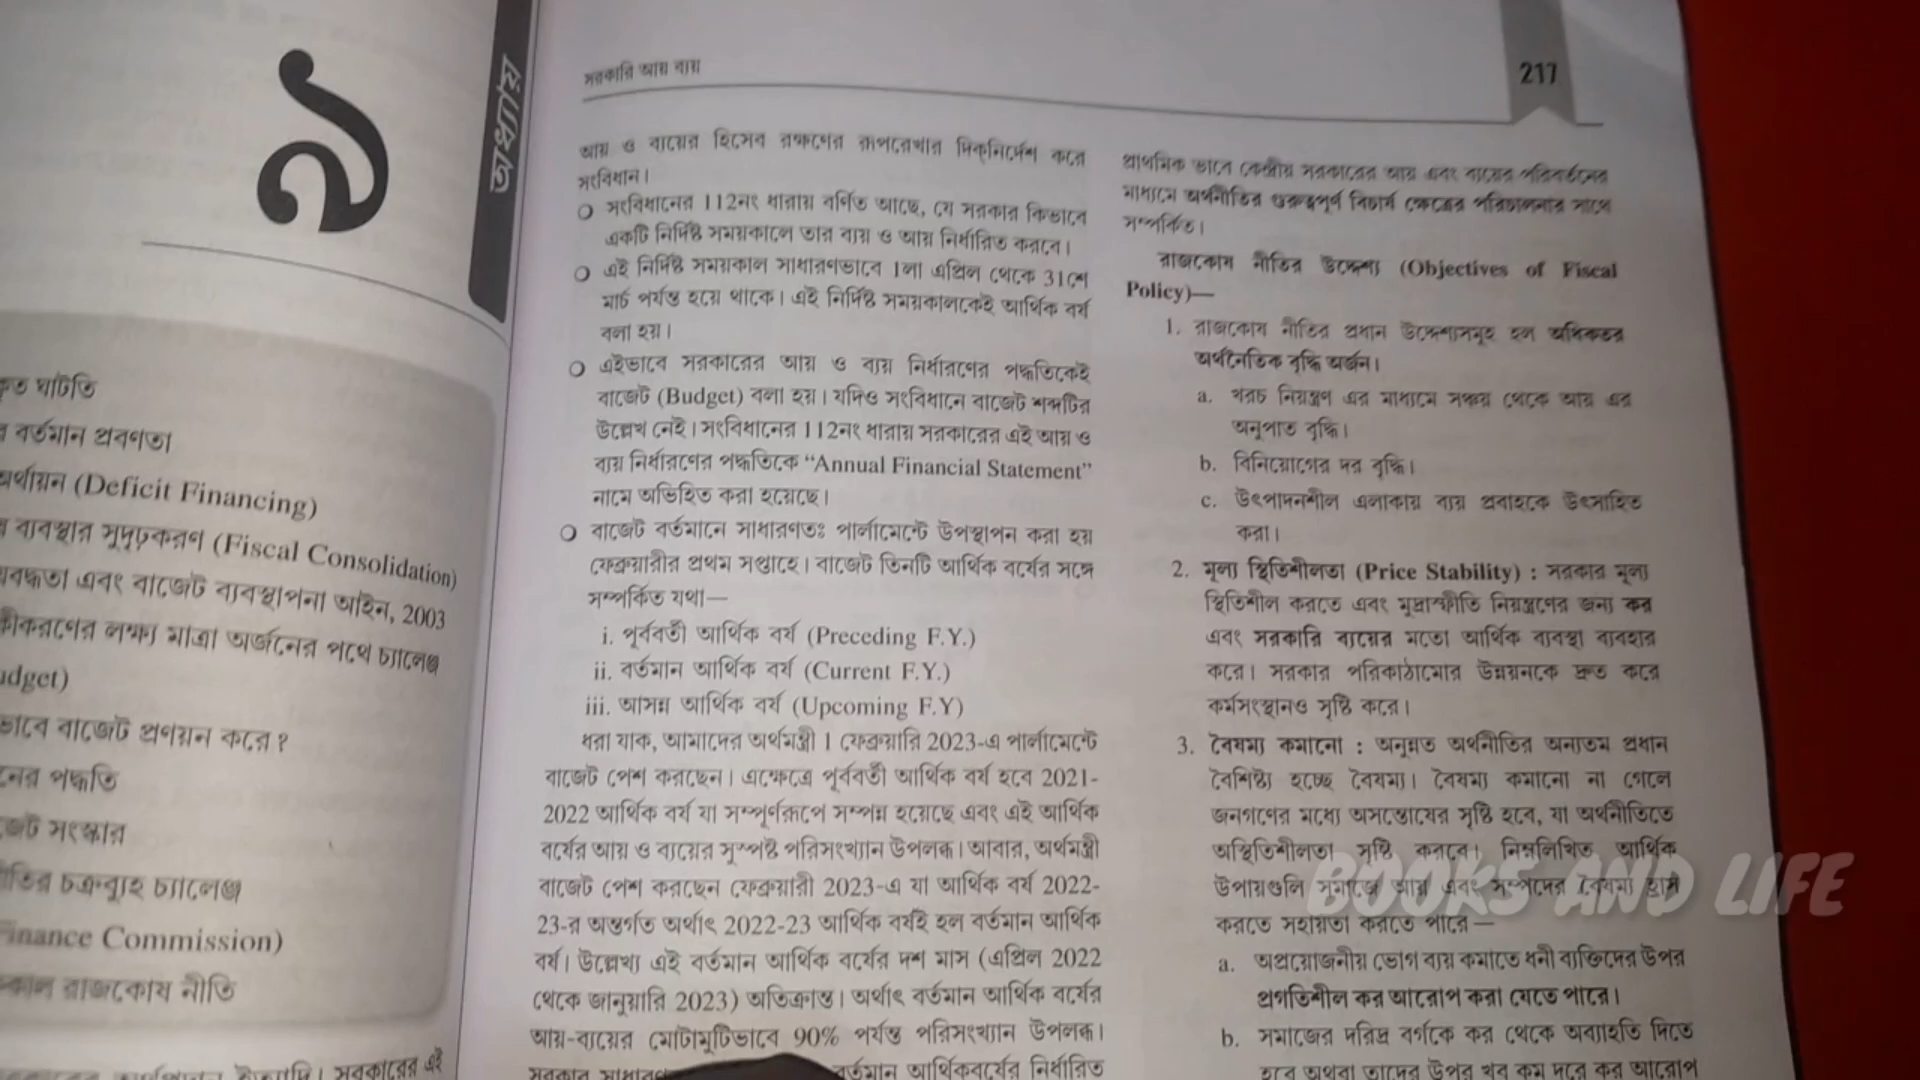 ৯
অধ্যায়
কৃত ঘাটতি
র বর্তমান প্রবণতা
অর্থায়ন (Deficit Financing)
ব্যবস্থার সুদৃঢ়করণ (Fiscal Consolidation)
য়বদ্ধতা এবং বাজেট ব্যবস্থাপনা আইন, 2003
কীকরণের লক্ষ্য মাত্রা অর্জনের পথে চ্যালেঞ্জ
udget)
ভাবে বাজেট প্রণয়ন করে ?
নের পদ্ধতি
জেট সংস্কার
নীতির চক্রব্যুহ চ্যালেঞ্জ
Finance Commission)
রাজকোষ নীতি
সরকারের এই
সরকারি আয় ব্যয়
217
আয় ও ব্যয়ের হিসেব রক্ষণের রূপরেখার দিক্‌নির্দেশ করে
সংবিধান।
সংবিধানের 112নং ধারায় বর্ণিত আছে, যে সরকার কিভাবে
একটি নির্দিষ্ট সময়কালে তার ব্যয় ও আয় নির্ধারিত করবে।
এই নির্দিষ্ট সময়কাল সাধারণভাবে 1লা এপ্রিল থেকে 31শে
মার্চ পর্যন্ত হয়ে থাকে। এই নির্দিষ্ট সময়কালকেই আর্থিক বর্ষ
বলা হয়।
এইভাবে সরকারের আয় ও ব্যয় নির্ধারণের পদ্ধতিকেই
বাজেট (Budget) বলা হয়। যদিও সংবিধানে বাজেট শব্দটির
উল্লেখ নেই। সংবিধানের 112নং ধারায় সরকারের এই আয় ও
ব্যয় নির্ধারণের পদ্ধতিকে “Annual Financial Statement”
নামে অভিহিত করা হয়েছে।
বাজেট বর্তমানে সাধারণতঃ পার্লামেন্টে উপস্থাপন করা হয়
ফেব্রুয়ারীর প্রথম সপ্তাহে। বাজেট তিনটি আর্থিক বর্ষের সঙ্গে
সম্পর্কিত যথা—
i. পূর্ববর্তী আর্থিক বর্ষ (Preceding F.Y.)
ii. বর্তমান আর্থিক বর্ষ (Current F.Y.)
iii. আসন্ন আর্থিক বর্ষ (Upcoming F.Y)
ধরা যাক, আমাদের অর্থমন্ত্রী 1 ফেব্রুয়ারি 2023-এ পার্লামেন্টে
বাজেট পেশ করছেন। এক্ষেত্রে পূর্ববর্তী আর্থিক বর্ষ হবে 2021-
2022 আর্থিক বর্ষ যা সম্পূর্ণরূপে সম্পন্ন হয়েছে এবং এই আর্থিক
বর্ষের আয় ও ব্যয়ের সুস্পষ্ট পরিসংখ্যান উপলব্ধ। আবার, অর্থমন্ত্রী
বাজেট পেশ করছেন ফেব্রুয়ারী 2023-এ যা আর্থিক বর্ষ 2022-
23-র অন্তর্গত অর্থাৎ 2022-23 আর্থিক বর্ষই হল বর্তমান আর্থিক
বর্ষ। উল্লেখ্য এই বর্তমান আর্থিক বর্ষের দশ মাস (এপ্রিল 2022
থেকে জানুয়ারি 2023) অতিক্রান্ত। অর্থাৎ বর্তমান আর্থিক বর্ষের
আয়-ব্যয়ের মোটামুটিভাবে 90% পর্যন্ত পরিসংখ্যান উপলব্ধ।
সরকার বর্তমান আর্থিকবর্ষের নির্ধারিত
প্রাথমিক ভাবে কেন্দ্রীয় সরকারের আয় এবং ব্যয়ের পরিবর্তনের
মাধ্যমে অর্থনীতির গুরুত্বপূর্ণ বিচার্য ক্ষেত্রের পরিচালনার সাথে
সম্পর্কিত।
রাজকোষ নীতির উদ্দেশ্য (Objectives of Fiscal
Policy)—
1. রাজকোষ নীতির প্রধান উদ্দেশ্যসমূহ হল অধিকতর
অর্থনৈতিক বৃদ্ধি অর্জন।
a. খরচ নিয়ন্ত্রণ এর মাধ্যমে সঞ্চয় থেকে আয় এর
অনুপাত বৃদ্ধি।
b. বিনিয়োগের দর বৃদ্ধি।
c. উৎপাদনশীল এলাকায় ব্যয় প্রবাহকে উৎসাহিত
করা।
2. মূল্য স্থিতিশীলতা (Price Stability) : সরকার মূল্য
স্থিতিশীল করতে এবং মুদ্রাস্ফীতি নিয়ন্ত্রণের জন্য কর
এবং সরকারি ব্যয়ের মতো আর্থিক ব্যবস্থা ব্যবহার
করে। সরকার পরিকাঠামোর উন্নয়নকে দ্রুত করে
কর্মসংস্থানও সৃষ্টি করে।
3. বৈষম্য কমানো : অনুন্নত অর্থনীতির অন্যতম প্রধান
বৈশিষ্ট্য হচ্ছে বৈষম্য। বৈষম্য কমানো না গেলে
জনগণের মধ্যে অসন্তোষের সৃষ্টি হবে, যা অর্থনীতিতে
অস্থিতিশীলতা সৃষ্টি করবে। নিম্নলিখিত আর্থিক
উপায়গুলি সমাজে আয় এবং সম্পদের বৈষম্য হ্রাস
করতে সহায়তা করতে পারে—
a. অপ্রয়োজনীয় ভোগ ব্যয় কমাতে ধনী ব্যক্তিদের উপর
প্রগতিশীল কর আরোপ করা যেতে পারে।
b. সমাজের দরিদ্র বর্গকে কর থেকে অব্যাহতি দিতে
হবে অথবা তাদের উপর খুব কম দরে কর আরোপ
BOOKS AND LIFE